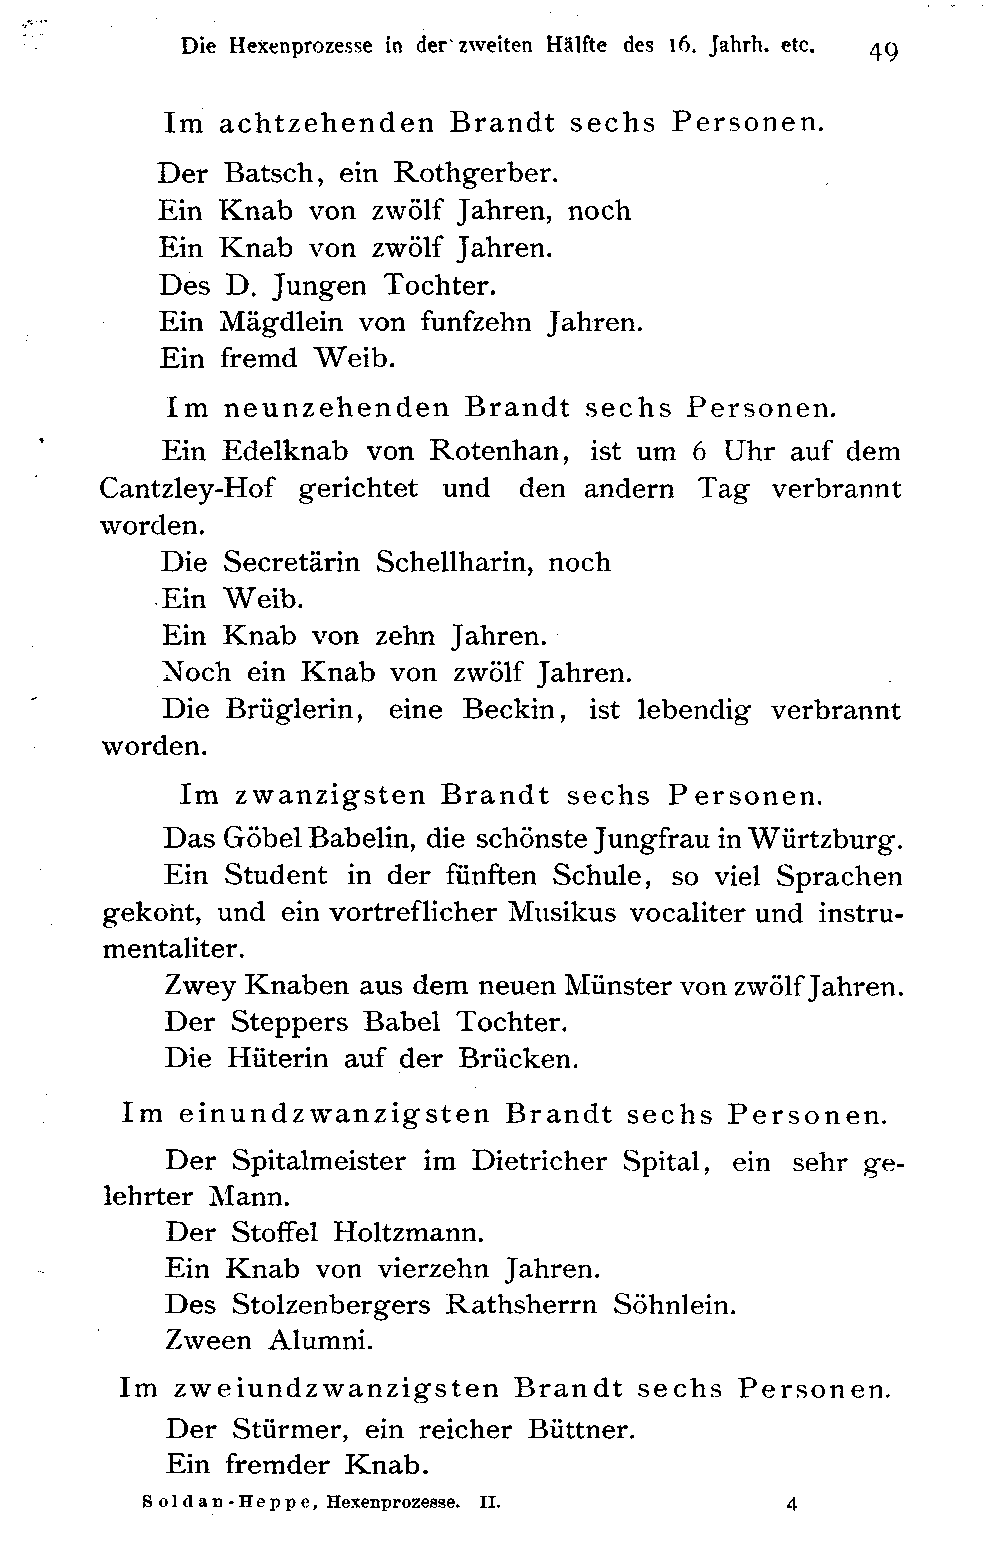 Die Hexenprozesse in der zweiten Hälfte des 16. Jahrh. etc. 49
Im achtzehenden Brandt sechs Personen.
Der Batsch, ein Rothgerber.
Ein Knab von zwölf Jahren, noch
Ein Knab von zwölf Jahren.
Des D. Jungen Tochter.
Ein Mägdlein von funfzehn Jahren.
Ein fremd Weib.
Im neunzehenden Brandt sechs Personen.
Ein Edelknab von Rotenhan, ist um 6 Uhr auf dem
Cantzley-Hof gerichtet und den andern Tag verbrannt
worden.
Die Secretärin Schellharin, noch
Ein Weib.
Ein Knab von zehn Jahren.
Noch ein Knab von zwölf Jahren.
Die Brüglerin, eine Beckin, ist lebendig verbrannt
worden.
Im zwanzigsten Brandt sechs Personen.
Das Göbel Babelin, die schönste Jungfrau in Würtzburg.
Ein Student in der fünften Schule, so viel Sprachen
gekont, und ein vortreflicher Musikus vocaliter und instru-
mentaliter.
Zwey Knaben aus dem neuen Münster von zwölf Jahren.
Der Steppers Babel Tochter.
Die Hüterin auf der Brücken.
Im einundzwanzigsten Brandt sechs Personen.
Der Spitalmeister im Dietricher Spital, ein sehr ge-
lehrter Mann.
Der Stoffel Holtzmann.
Ein Knab von vierzehn Jahren.
Des Stolzenbergers Rathsherrn Söhnlein.
Zween Alumni.
Im zweiundzwanzigsten Brandt sechs Personen.
Der Stürmer, ein reicher Büttner.
Ein fremder Knab.
Soldan-Heppe, Hexenprozesse. II. 4